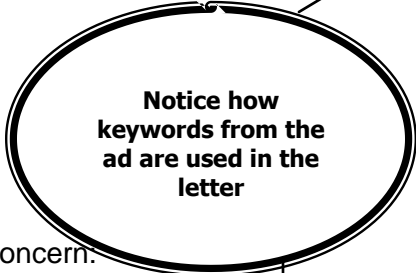 Notice how
keywords from the
ad are used in the
letter
oncern: